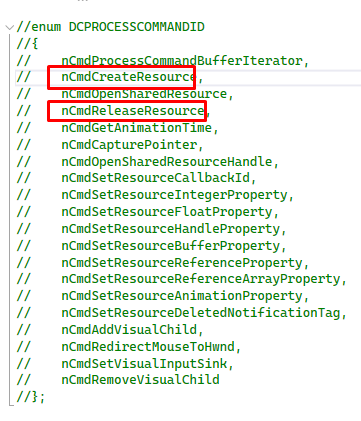 //enum DCPROCESSCOMMANDID
//{
//    nCmdProcessCommandBufferIterator,
//    nCmdCreateResource,
//    nCmdOpenSharedResource,
//    nCmdReleaseResource,
//    nCmdGetAnimationTime,
//    nCmdCapturePointer,
//    nCmdOpenSharedResourceHandle,
//    nCmdSetResourceCallbackId,
//    nCmdSetResourceIntegerProperty,
//    nCmdSetResourceFloatProperty,
//    nCmdSetResourceHandleProperty,
//    nCmdSetResourceBufferProperty,
//    nCmdSetResourceReferenceProperty,
//    nCmdSetResourceReferenceArrayProperty,
//    nCmdSetResourceAnimationProperty,
//    nCmdSetResourceDeletedNotificationTag,
//    nCmdAddVisualChild,
//    nCmdRedirectMouseToHwnd,
//    nCmdSetVisualInputSink,
//    nCmdRemoveVisualChild
//};